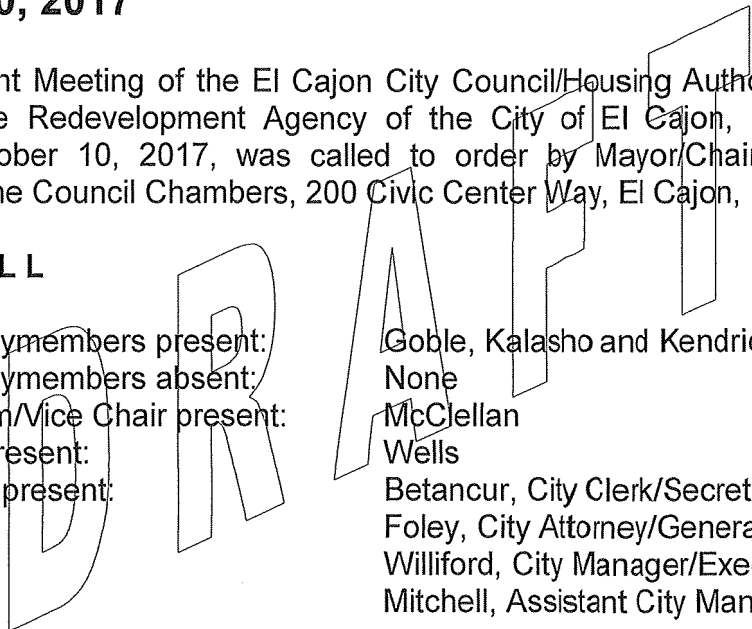 0, 2017
nt Meeting of the El Cajon City Council/Housing Autho
e Redevelopment Agency of the City of El Cajon,
ober 10, 2017, was called to order by Mayor/Chair
ne Council Chambers, 200 Civic Center Way, El Cajon,
L L
ymembers present: Goble, Kalasho and Kendric
ymembers absent: None
m/Vice Chair present: McClellan
resent: Wells
present: Betancur, City Clerk/Secret
Foley, City Attorney/Genera
Williford, City Manager/Exec
Mitchell, Assistant City Man
DRAFT